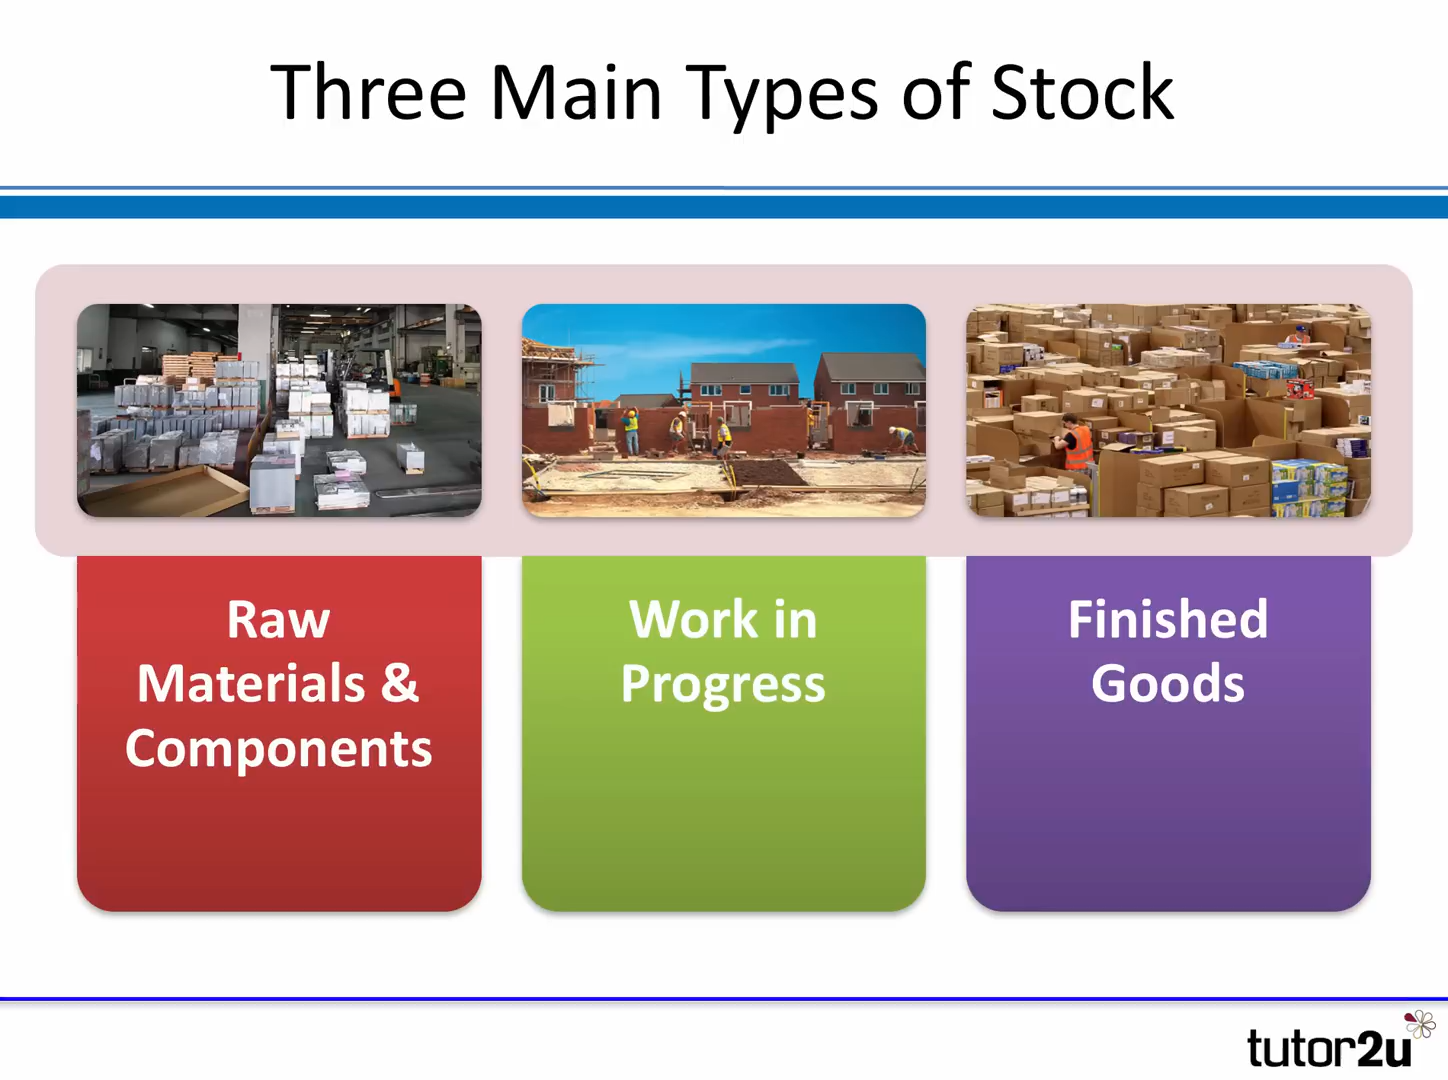 Three Main Types of Stock
Raw
Materials &
Components
Work in
Progress
Finished
Goods
tutor2u